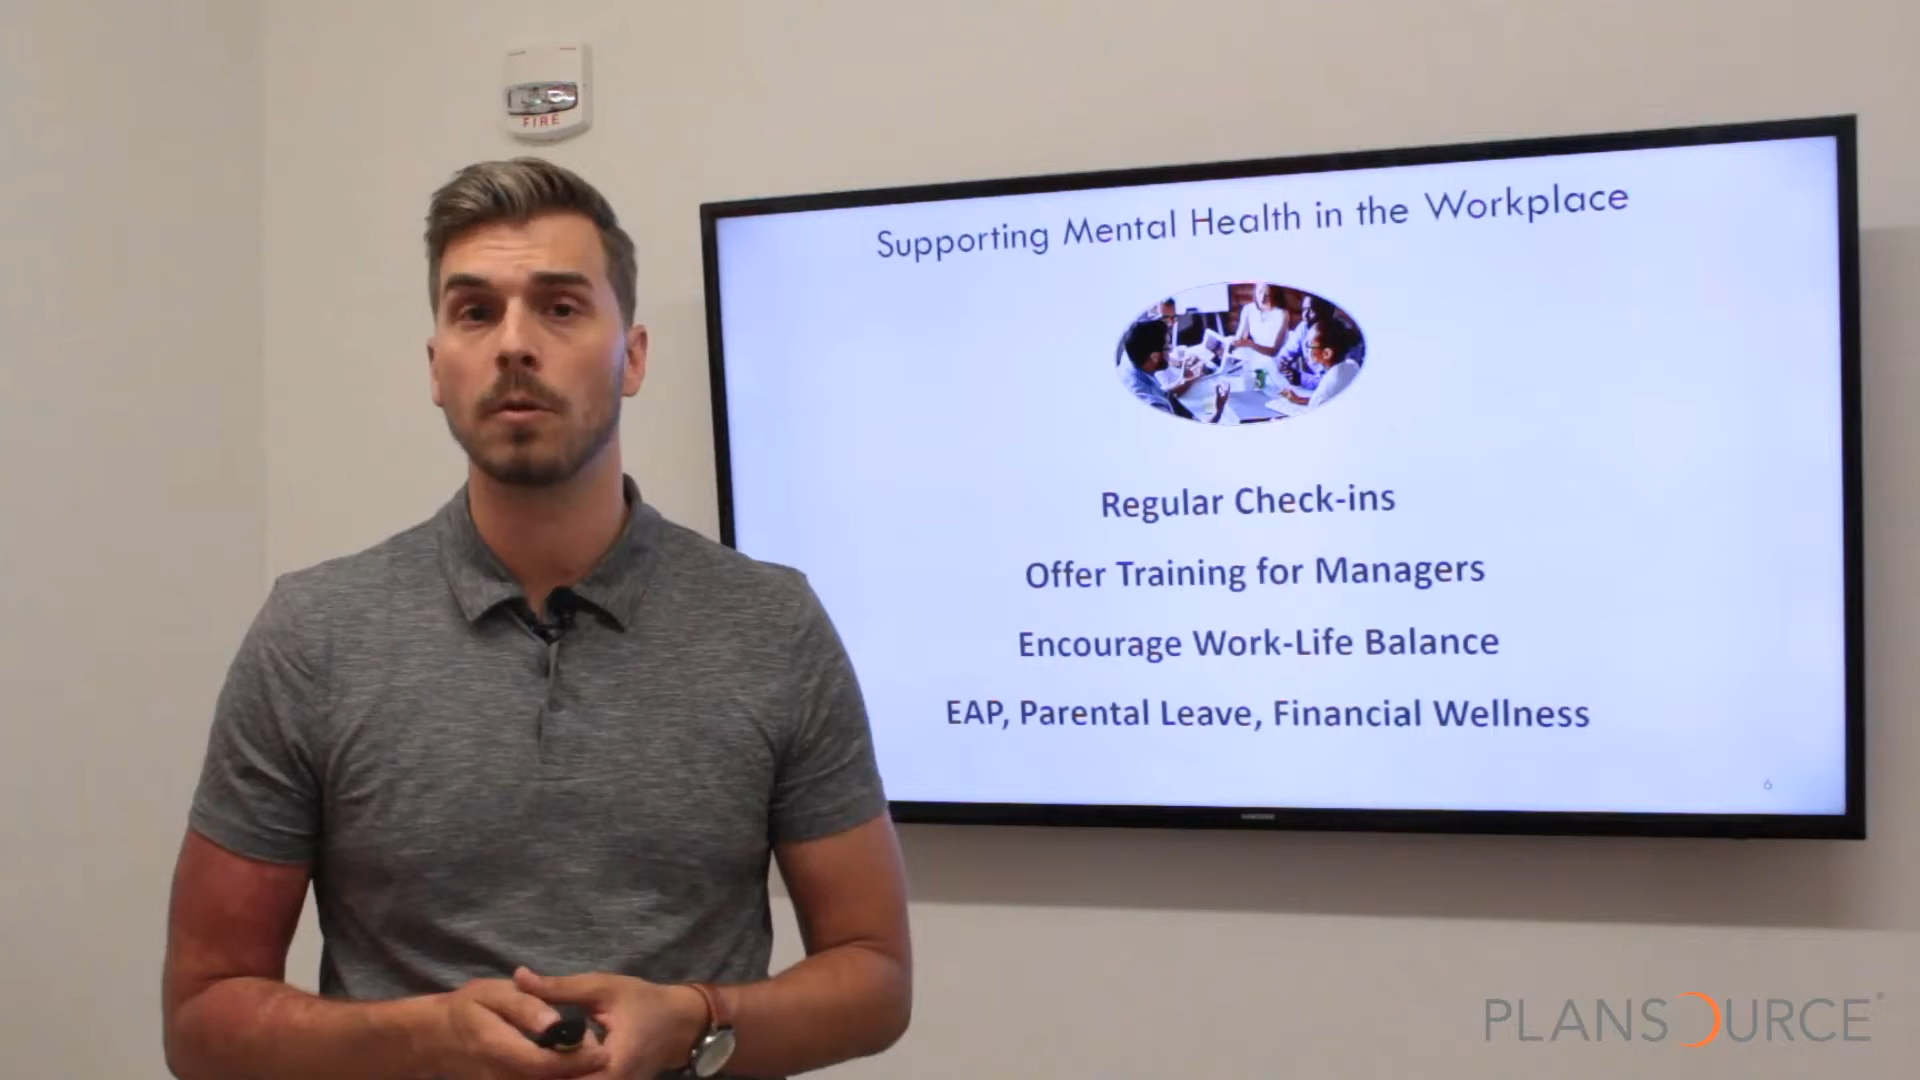 FIRE
Supporting Mental Health in the Workplace
Regular Check-ins
Offer Training for Managers
Encourage Work-Life Balance
EAP, Parental Leave, Financial Wellness
6
PLANSOURCE